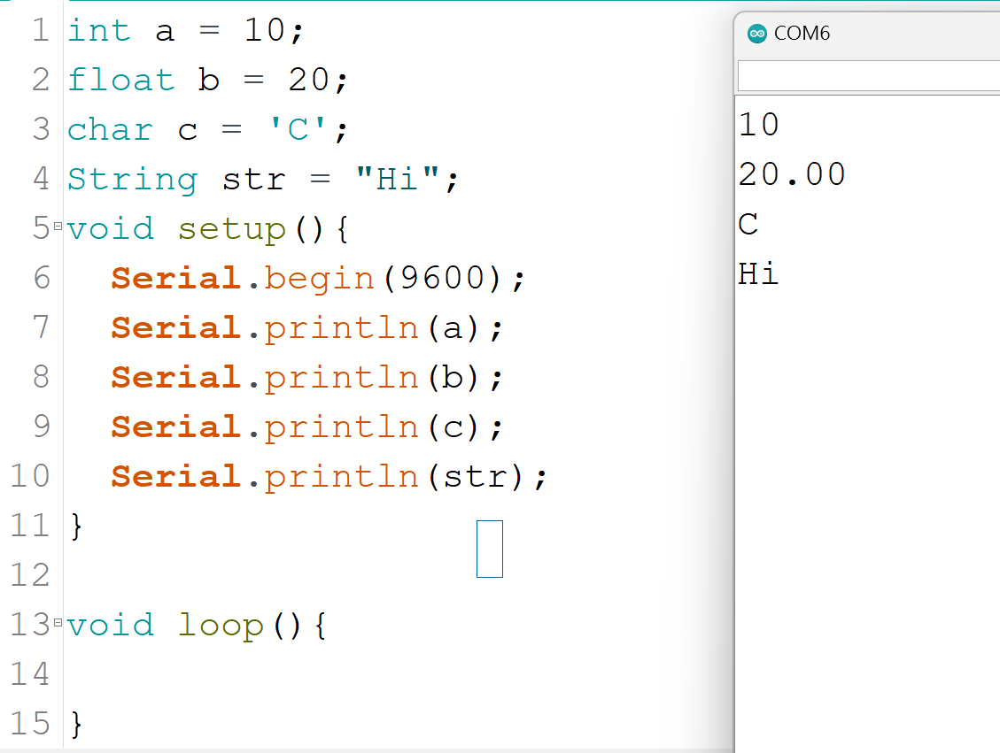 1 int a = 10;
2 float b = 20;
3 char c = 'C';
4 String str = "Hi";
5 void setup(){
6   Serial.begin(9600);
7   Serial.println(a);
8   Serial.println(b);
9   Serial.println(c);
10   Serial.println(str);
11 }
12
13 void loop(){
14
15 }
COM6
10
20.00
C
Hi